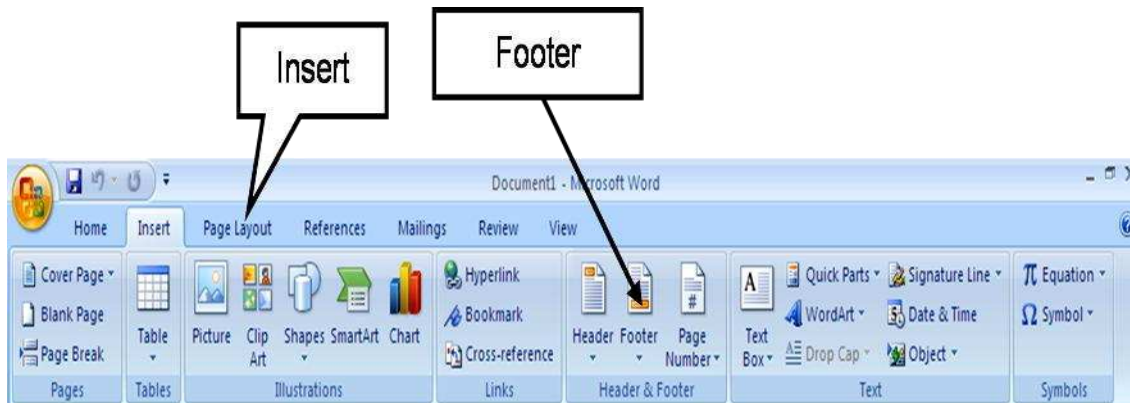 Insert
Footer
Document1 - Microsoft Word
Home Insert Page Layout References Mailings Review View
Cover Page
Blank Page
Page Break
Pages
Table
Tables
Picture
Clip Art
Shapes
SmartArt
Chart
Illustrations
Hyperlink
Bookmark
Cross-reference
Links
Header
Footer
Page
Number
Header & Footer
Text
Box
Quick Parts
WordArt
Drop Cap
Signature Line
Date & Time
Object
Text
Equation
Symbol
Symbols